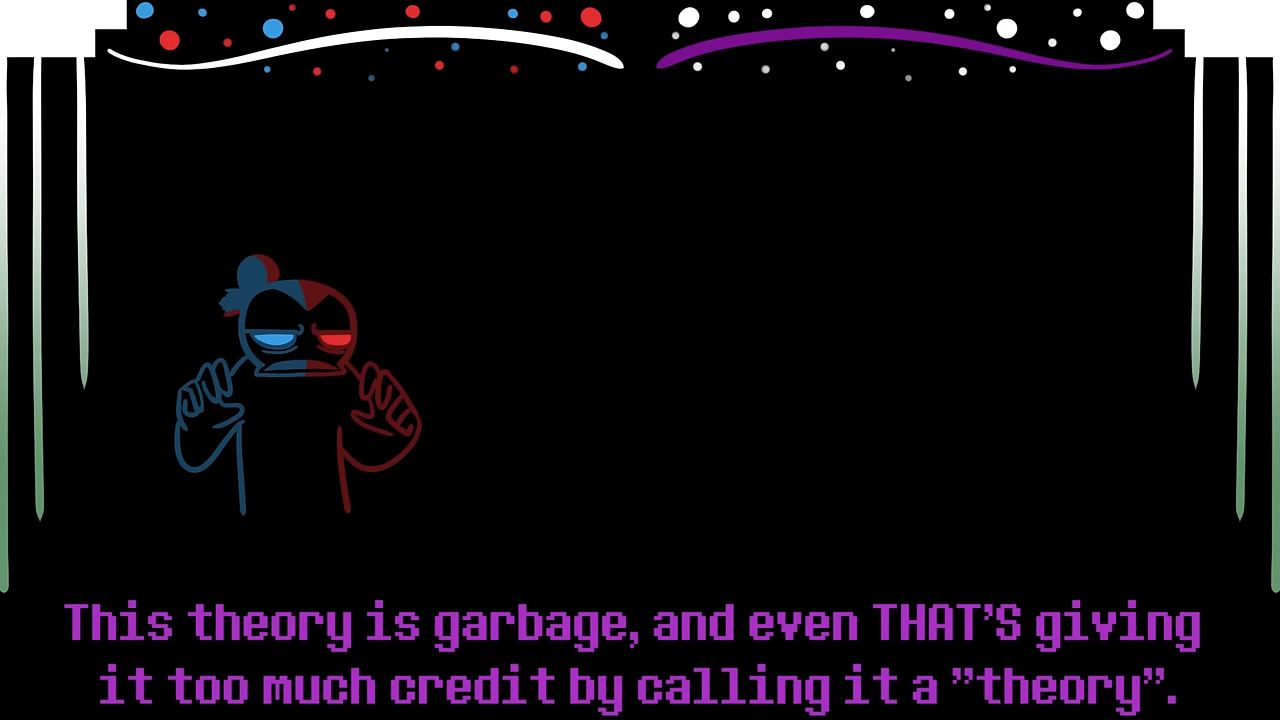 This theory is garbage, and even THAT'S giving
it too much credit by calling it a "theory".